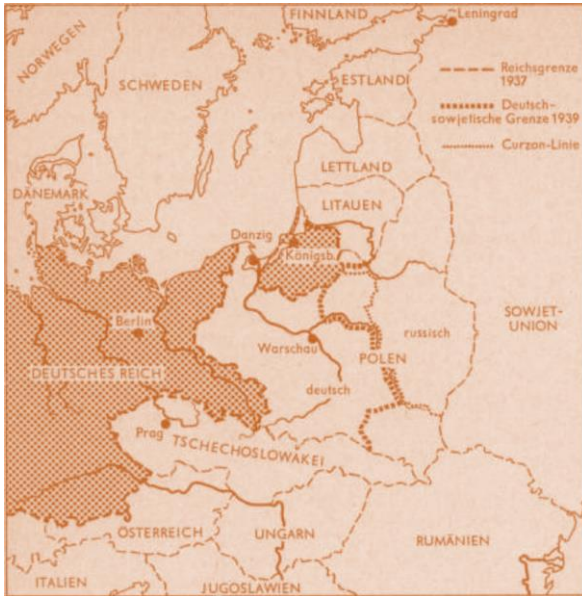 FINNLAND
Leningrad
NORWEGEN
SCHWEDEN
ESTLAND
Reichsgrenze
1937
Deutsch-
sowjetische Grenze 1939
Curzon-Linie
LETTLAND
DÄNEMARK
LITAUEN
Danzig
Königsb.
SOWJET-
UNION
Berlin
russisch
Warschau
POLEN
DEUTSCHES REICH
deutsch
Prag
TSCHECHOSLOWAKEI
ÖSTERREICH
UNGARN
RUMÄNIEN
ITALIEN
JUGOSLAWIEN